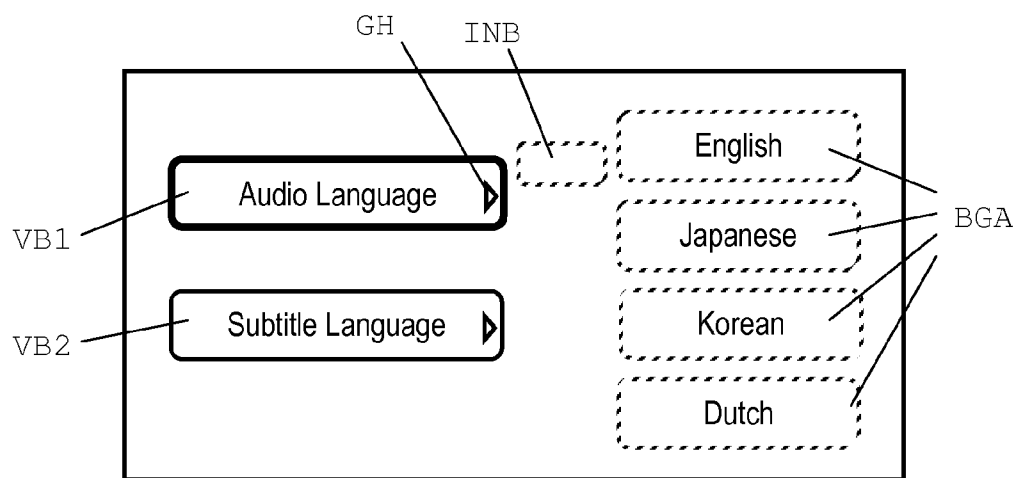 GH
INB
English
Audio Language
VB1
Japanese
BGA
Subtitle Language
VB2
Korean
Dutch